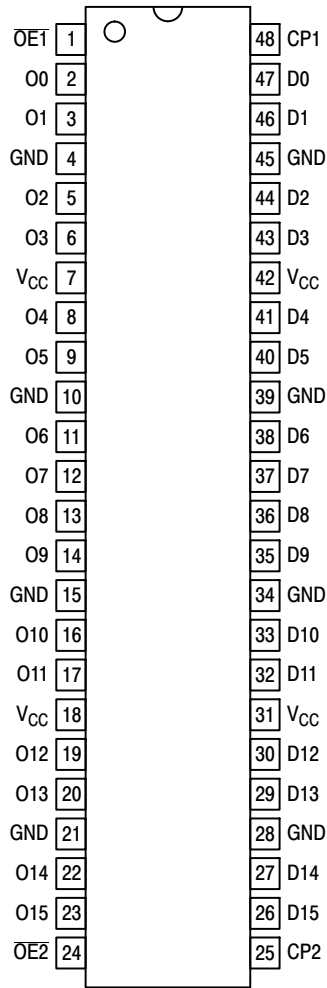 OE1 1 48 CP1
O0 2 47 D0
O1 3 46 D1
GND 4 45 GND
O2 5 44 D2
O3 6 43 D3
VCC 7 42 VCC
O4 8 41 D4
O5 9 40 D5
GND 10 39 GND
O6 11 38 D6
O7 12 37 D7
O8 13 36 D8
O9 14 35 D9
GND 15 34 GND
O10 16 33 D10
O11 17 32 D11
VCC 18 31 VCC
O12 19 30 D12
O13 20 29 D13
GND 21 28 GND
O14 22 27 D14
O15 23 26 D15
OE2 24 25 CP2